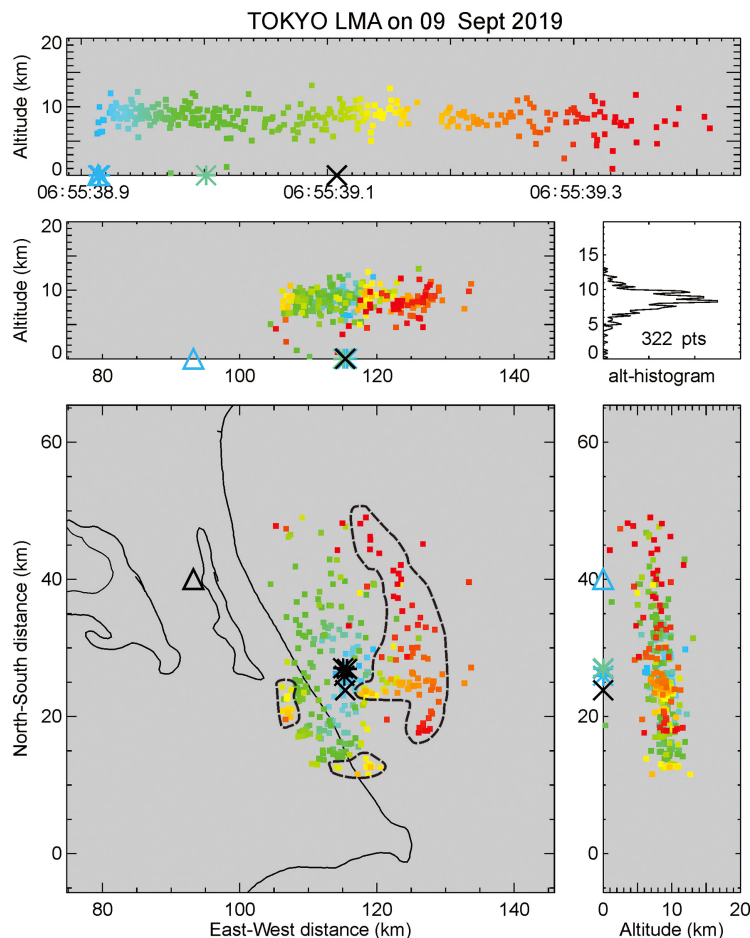 TOKYO LMA on 09 Sept 2019
Altitude (km)
20
10
0
06:55:38.9 06:55:39.1 06:55:39.3
Altitude (km)
20
10
0
80 100 120 140
15
10
5
0
322 pts
alt-histogram
North-South distance (km)
60
40
20
0
80 100 120 140
East-West distance (km)
60
40
20
0
0 10 20
Altitude (km)